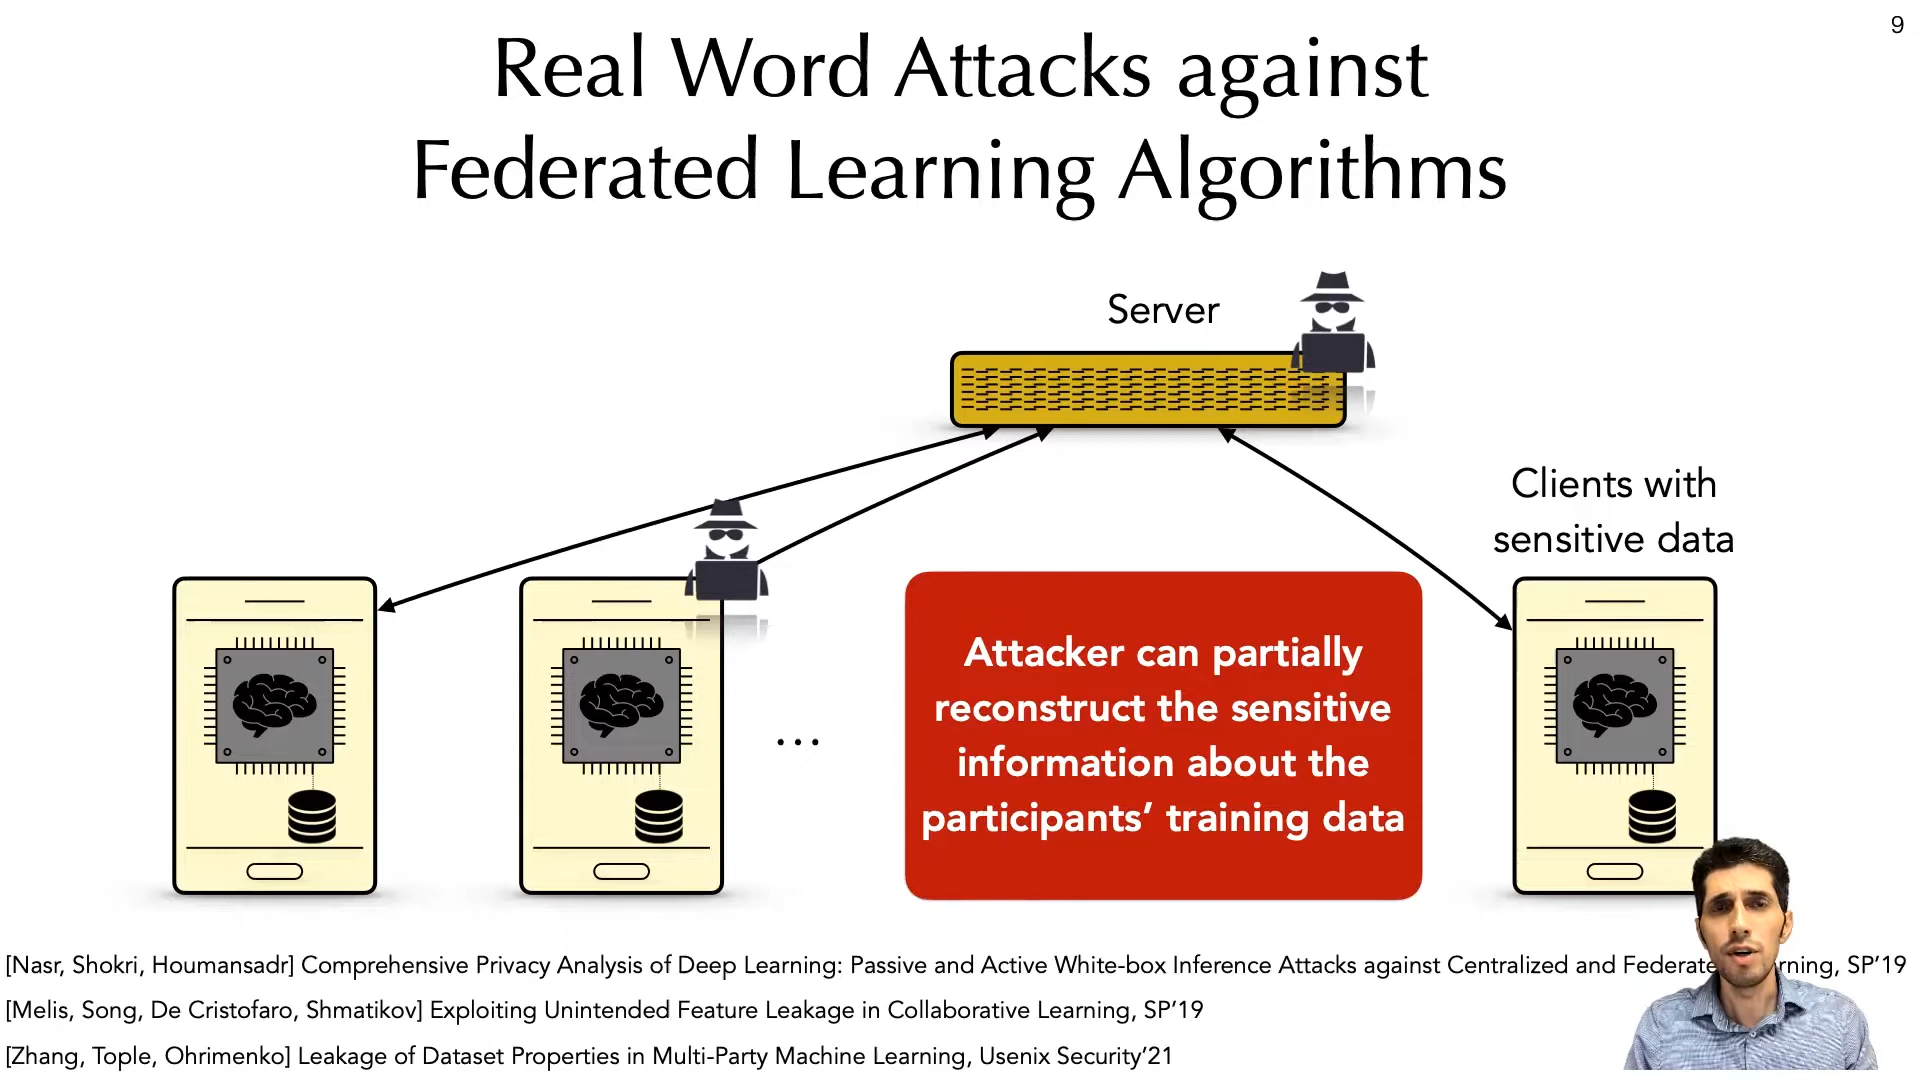 9
Real Word Attacks against
Federated Learning Algorithms
Server
Clients with
sensitive data
Attacker can partially
reconstruct the sensitive
information about the
participants’ training data
...
[Nasr, Shokri, Houmansadr] Comprehensive Privacy Analysis of Deep Learning: Passive and Active White-box Inference Attacks against Centralized and SP’19
[Melis, Song, De Cristofaro, Shmatikov] Exploiting Unintended Feature Leakage in Collaborative Learning, SP’19
[Zhang, Tople, Ohrimenko] Leakage of Dataset Properties in Multi-Party Machine Learning, Usenix Security’21